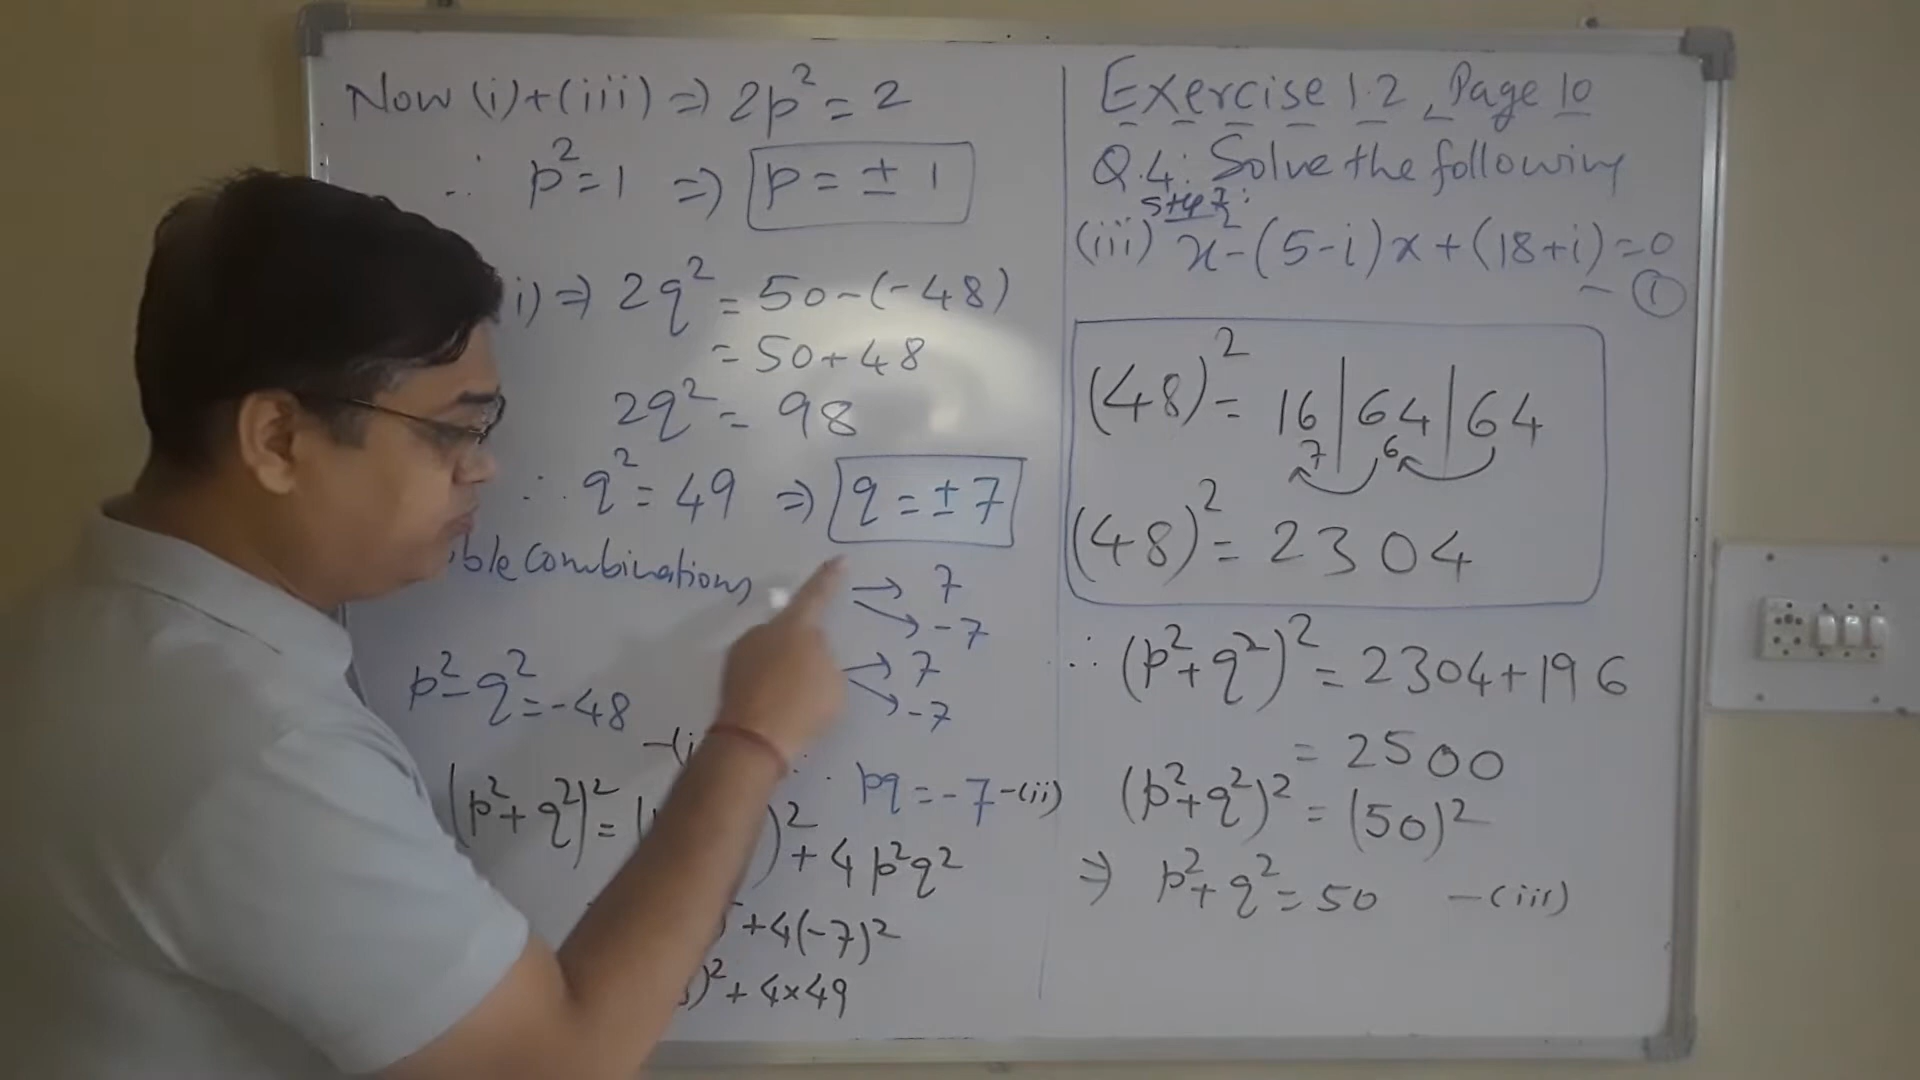 Now (i)+(iii) ⇒ 2p² = 2
∴ p² = 1 ⇒ p = ± 1
i) ⇒ 2q² = 50-(-48)
= 50+48
2q² = 98
∴ q² = 49 ⇒ q = ±7
ible Combinations
→ 7
→ -7
→ 7
→ -7
p²-q² = -48
∴ pq = -7 -(ii)
(p²+q²)² = ( )² + 4p²q²
+4(-7)²
)² + 4×49
Exercise 1.2, Page 10
Q.4: Solve the following
Step 2:
(iii) x²-(5-i)x+(18+i)=0
- ①
(48)² = 16|64|64
7 6
(48)² = 2304
∴ (p²+q²)² = 2304+196
= 2500
(p²+q²)² = (50)²
⇒ p²+q² = 50 -(iii)